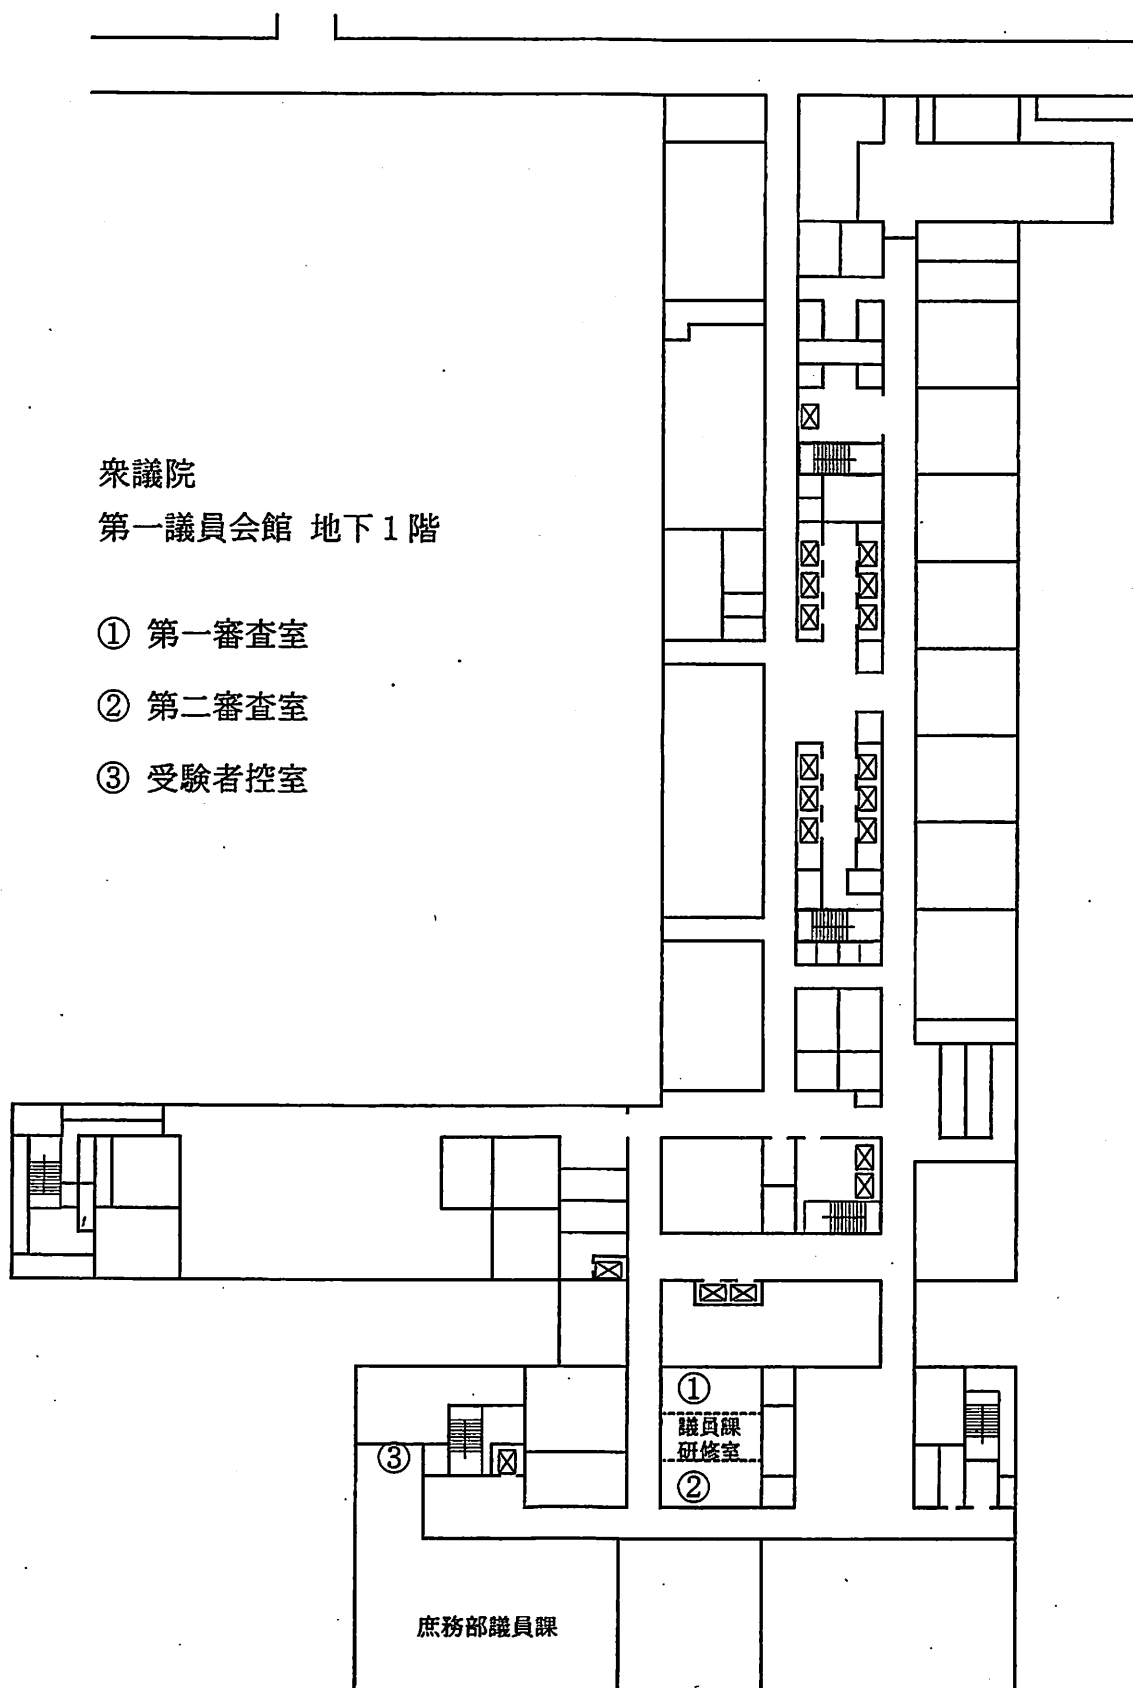 衆議院
第一議員会館 地下1階
① 第一審査室
② 第二審査室
③ 受験者控室
①
議員課
研修室
②
③
庶務部議員課